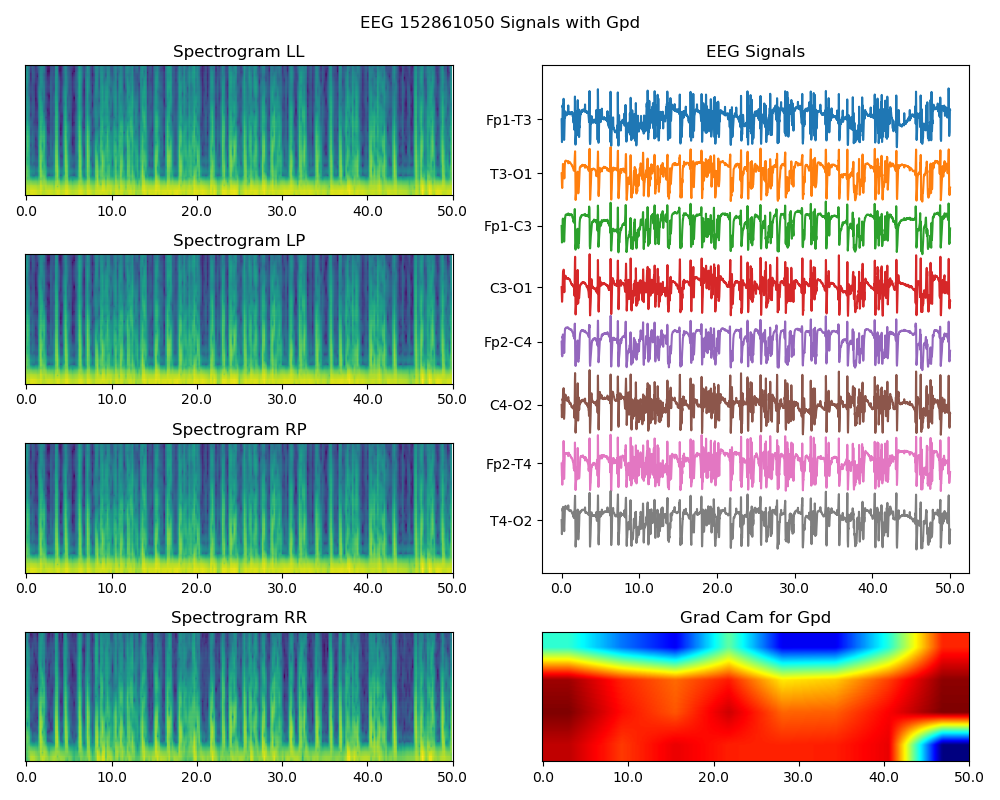 EEG 152861050 Signals with Gpd
Spectrogram LL
0.0 10.0 20.0 30.0 40.0 50.0
Spectrogram LP
0.0 10.0 20.0 30.0 40.0 50.0
Spectrogram RP
0.0 10.0 20.0 30.0 40.0 50.0
Spectrogram RR
0.0 10.0 20.0 30.0 40.0 50.0
EEG Signals
Fp1-T3
T3-O1
Fp1-C3
C3-O1
Fp2-C4
C4-O2
Fp2-T4
T4-O2
0.0 10.0 20.0 30.0 40.0 50.0
Grad Cam for Gpd
0.0 10.0 20.0 30.0 40.0 50.0